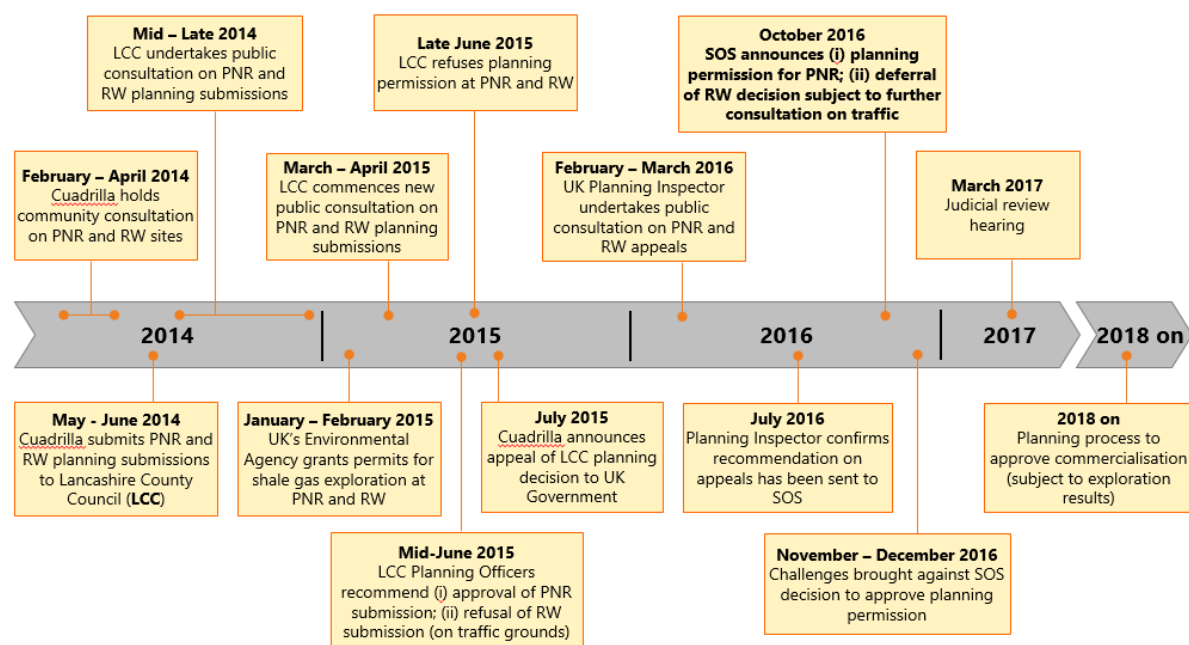 Mid – Late 2014
LCC undertakes public
consultation on PNR and
RW planning submissions
Late June 2015
LCC refuses planning
permission at PNR and RW
October 2016
SOS announces (i) planning
permission for PNR; (ii) deferral
of RW decision subject to further
consultation on traffic
February – April 2014
Cuadrilla holds
community consultation
on PNR and RW sites
March – April 2015
LCC commences new
public consultation on
PNR and RW planning
submissions
February – March 2016
UK Planning Inspector
undertakes public
consultation on PNR and
RW appeals
March 2017
Judicial review
hearing
2014
2015
2016
2017
2018 on
May - June 2014
Cuadrilla submits PNR and
RW planning submissions
to Lancashire County
Council (LCC)
January – February 2015
UK's Environmental
Agency grants permits for
shale gas exploration at
PNR and RW
July 2015
Cuadrilla announces
appeal of LCC planning
decision to UK
Government
July 2016
Planning Inspector confirms
recommendation on
appeals has been sent to
SOS
2018 on
Planning process to
approve commercialisation
(subject to exploration
results)
Mid-June 2015
LCC Planning Officers
recommend (i) approval of PNR
submission; (ii) refusal of RW
submission (on traffic grounds)
November – December 2016
Challenges brought against SOS
decision to approve planning
permission